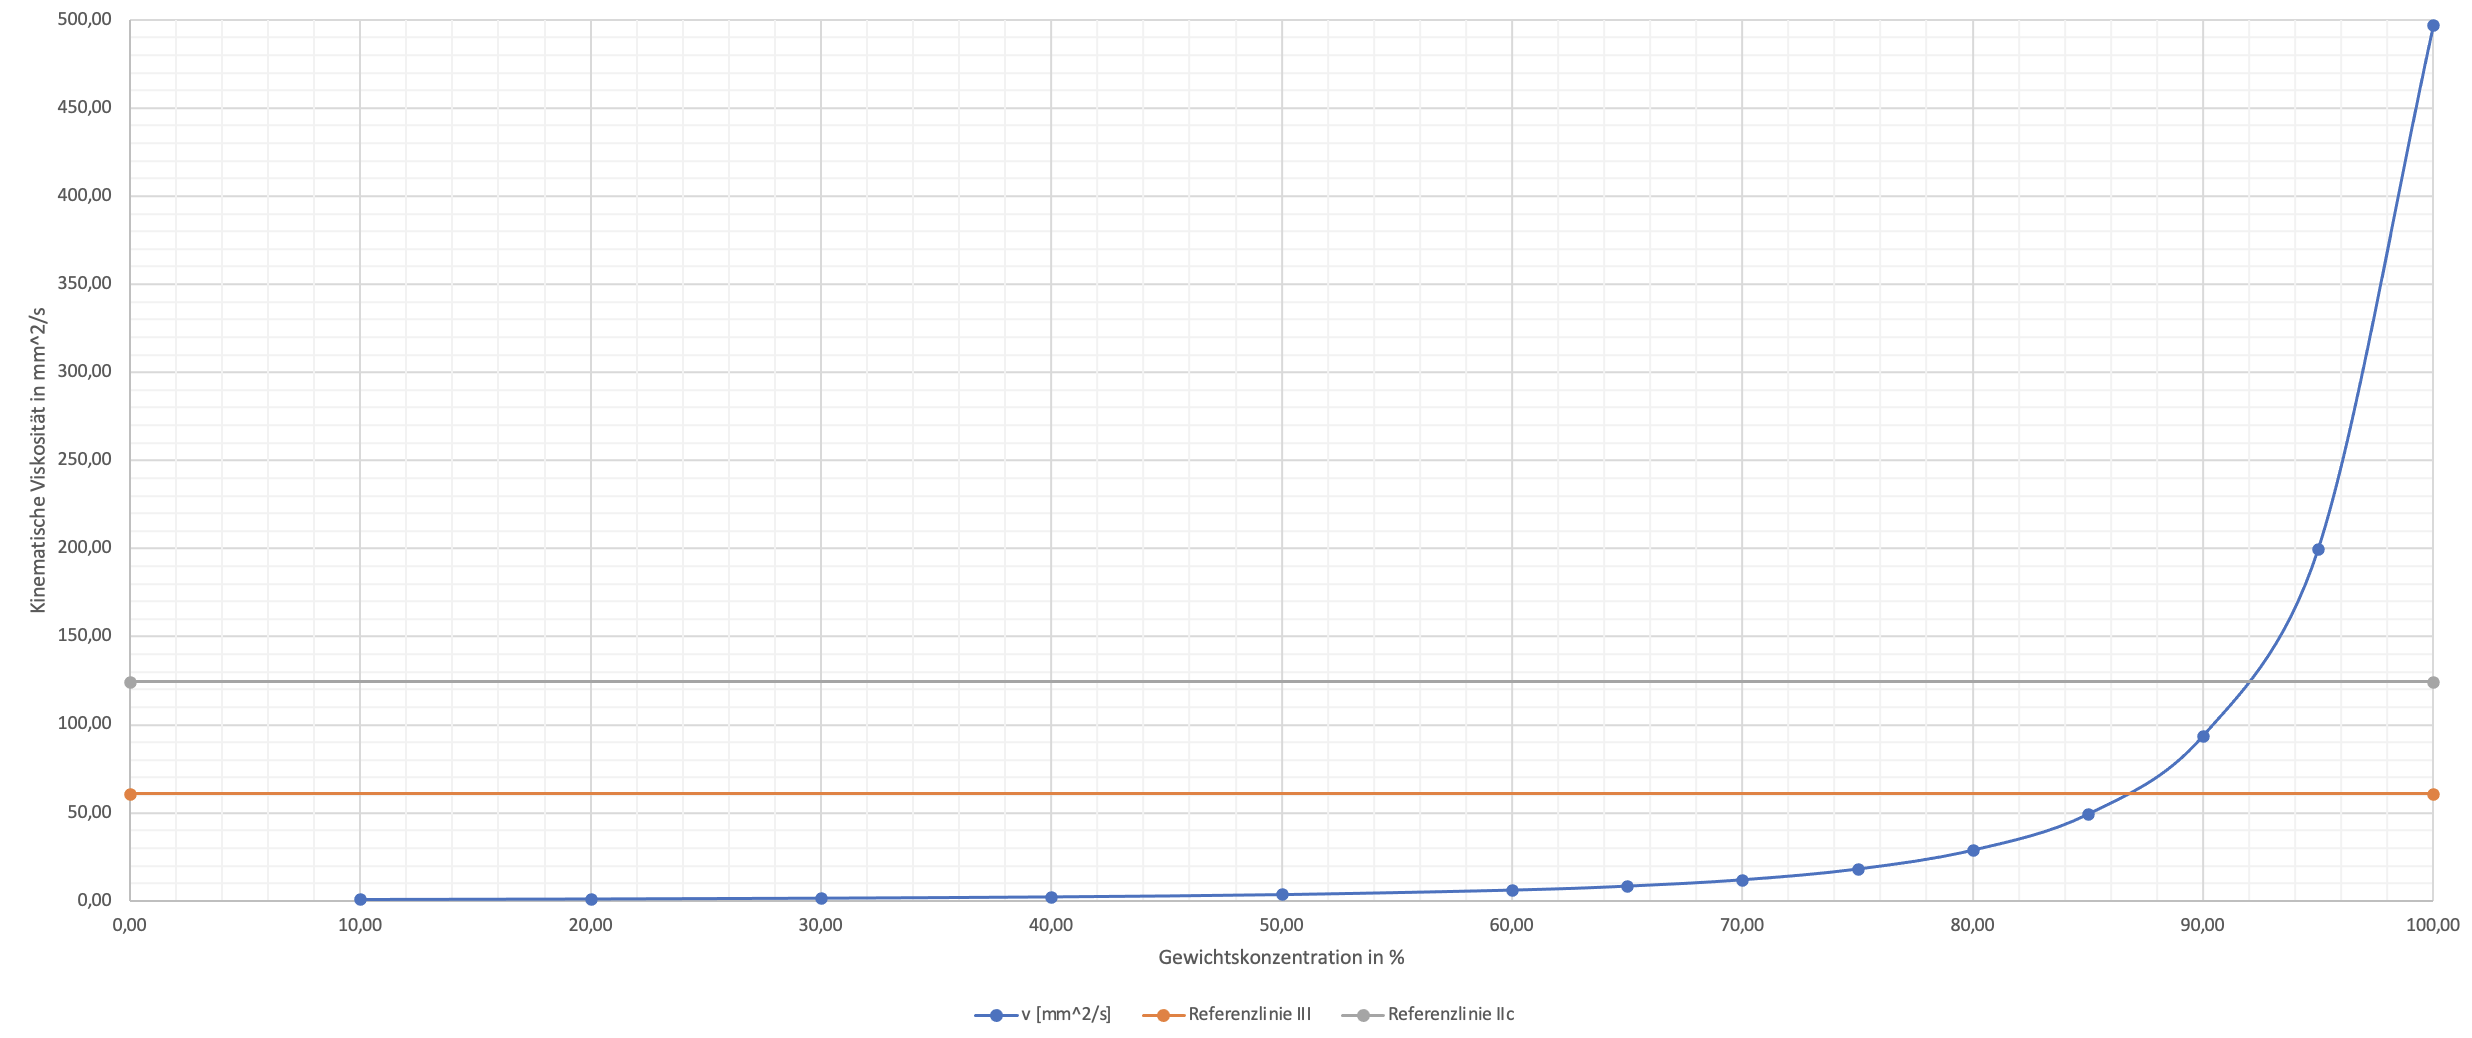 500,00
450,00
400,00
350,00
300,00
250,00
200,00
150,00
100,00
50,00
0,00
Kinematische Viskosität in mm^2/s
0,00 10,00 20,00 30,00 40,00 50,00 60,00 70,00 80,00 90,00 100,00
Gewichtskonzentration in %
v [mm^2/s] Referenzlinie III Referenzlinie IIc